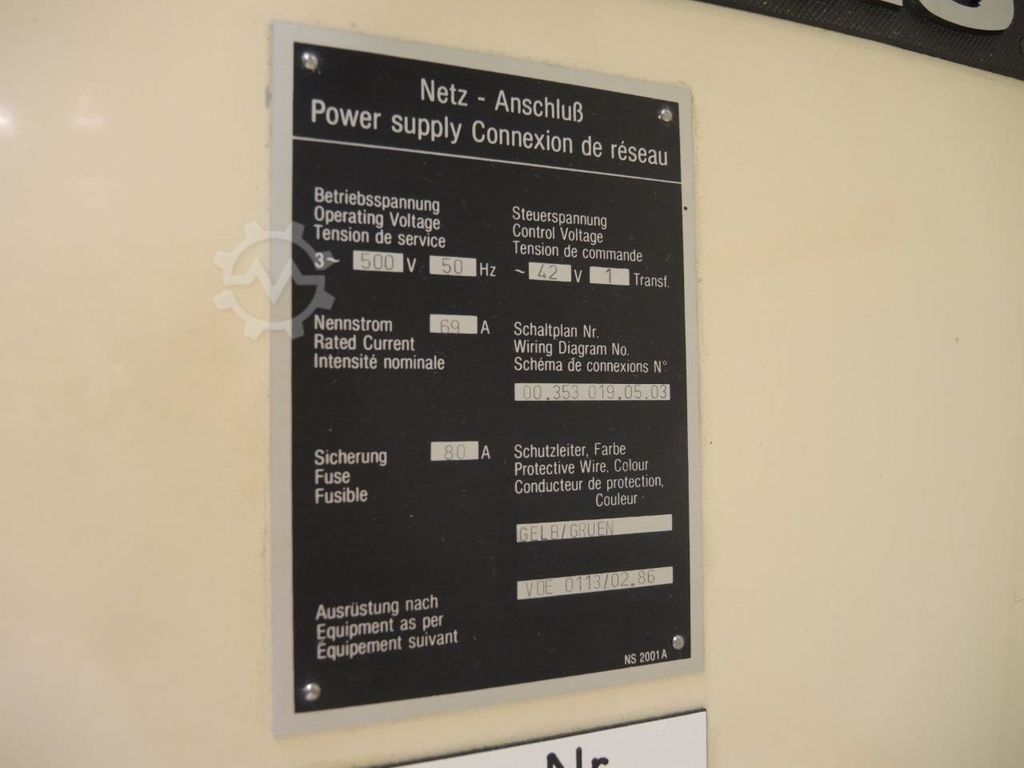 Netz - Anschluß
Power supply Connexion de réseau
Betriebsspannung
Operating Voltage
Tension de service
3~ 500 V 50 Hz
Steuerspannung
Control Voltage
Tension de commande
~ 42 V 1 Transf.
Nennstrom 69 A
Rated Current
Intensité nominale
Schaltplan Nr.
Wiring Diagram No.
Schéma de connexions N°
00.353 019.05.03
Sicherung 80 A
Fuse
Fusible
Schutzleiter, Farbe
Protective Wire, Colour
Conducteur de protection,
Couleur
GELB/GRUEN
VDE 0113/02.86
Ausrüstung nach
Equipment as per
Équipement suivant
NS 2001A
Nr